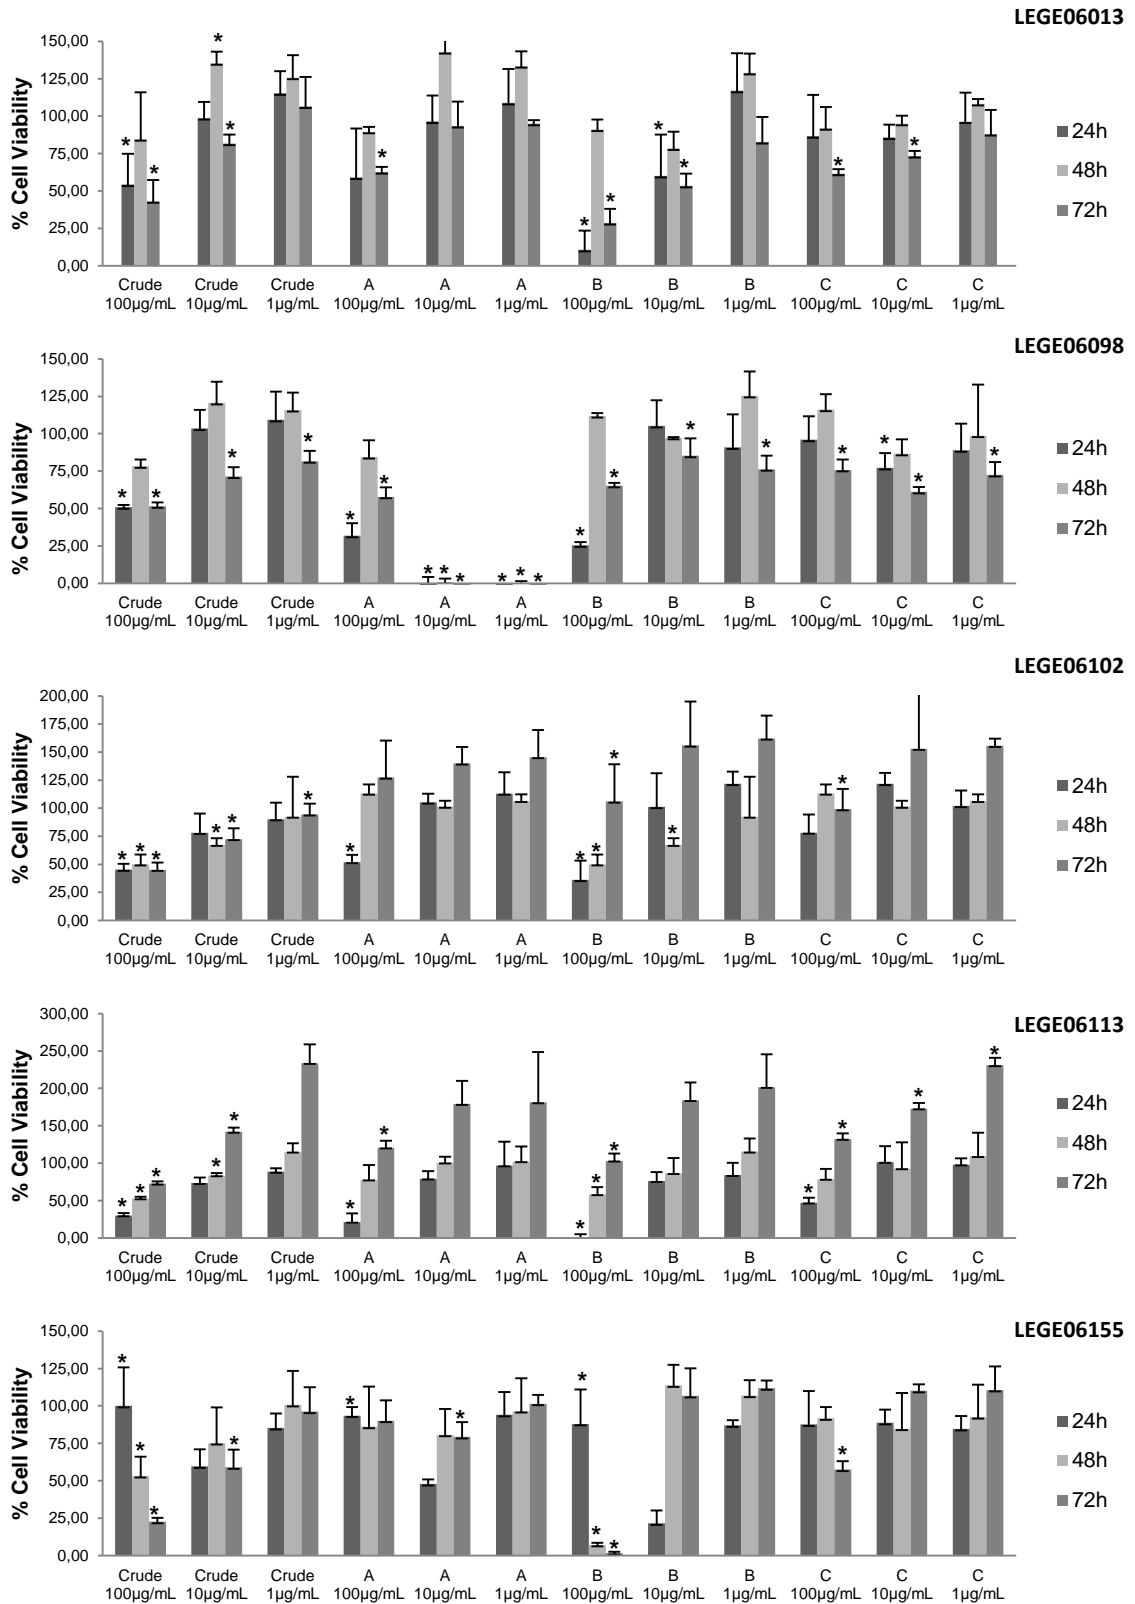 LEGE06013
% Cell Viability
150,00
125,00
100,00
75,00
50,00
25,00
0,00
* * * * * * * * * * * *
Crude Crude Crude A A A B B B C C C
100µg/mL 10µg/mL 1µg/mL 100µg/mL 10µg/mL 1µg/mL 100µg/mL 10µg/mL 1µg/mL 100µg/mL 10µg/mL 1µg/mL
24h
48h
72h
LEGE06098
% Cell Viability
150,00
125,00
100,00
75,00
50,00
25,00
0,00
* * * * * * * * * * * * * * * * * * * *
Crude Crude Crude A A A B B B C C C
100µg/mL 10µg/mL 1µg/mL 100µg/mL 10µg/mL 1µg/mL 100µg/mL 10µg/mL 1µg/mL 100µg/mL 10µg/mL 1µg/mL
24h
48h
72h
LEGE06102
% Cell Viability
200,00
175,00
150,00
125,00
100,00
75,00
50,00
25,00
0,00
* * * * * * * * * * * *
Crude Crude Crude A A A B B B C C C
100µg/mL 10µg/mL 1µg/mL 100µg/mL 10µg/mL 1µg/mL 100µg/mL 10µg/mL 1µg/mL 100µg/mL 10µg/mL 1µg/mL
24h
48h
72h
LEGE06113
% Cell Viability
300,00
250,00
200,00
150,00
100,00
50,00
0,00
* * * * * * * * * * * * * *
Crude Crude Crude A A A B B B C C C
100µg/mL 10µg/mL 1µg/mL 100µg/mL 10µg/mL 1µg/mL 100µg/mL 10µg/mL 1µg/mL 100µg/mL 10µg/mL 1µg/mL
24h
48h
72h
LEGE06155
% Cell Viability
150,00
125,00
100,00
75,00
50,00
25,00
0,00
* * * * * * * * * *
Crude Crude Crude A A A B B B C C C
100µg/mL 10µg/mL 1µg/mL 100µg/mL 10µg/mL 1µg/mL 100µg/mL 10µg/mL 1µg/mL 100µg/mL 10µg/mL 1µg/mL
24h
48h
72h